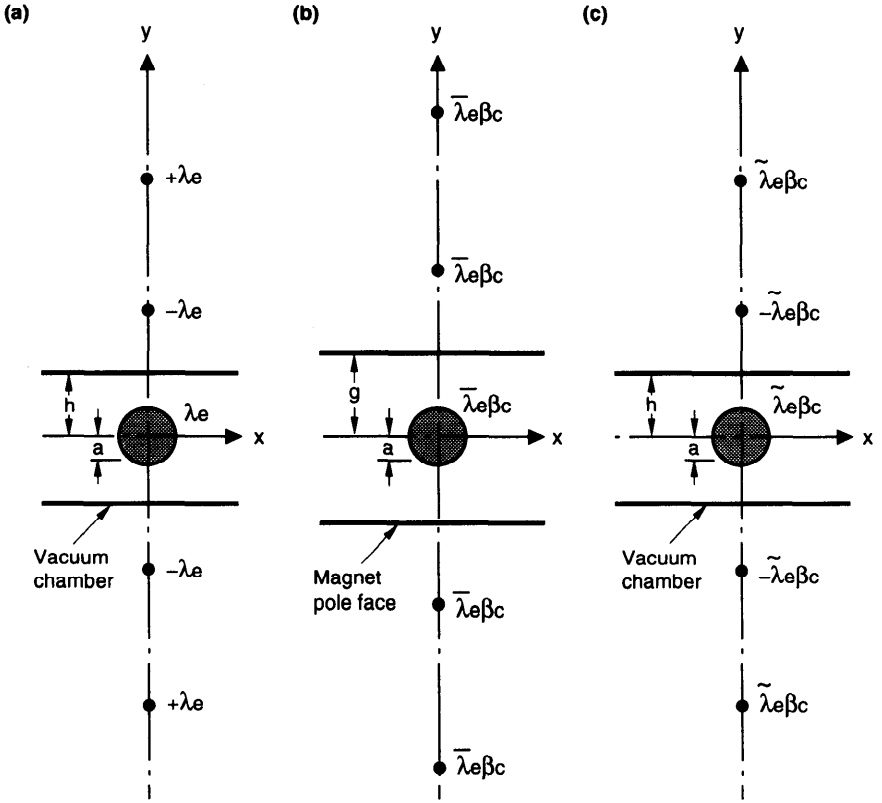 (a)
y
+λe
−λe
h
λe
a
x
Vacuum
chamber
−λe
+λe
(b)
y
λ̅eβc
λ̅eβc
g
λ̅eβc
a
x
Magnet
pole face
λ̅eβc
λ̅eβc
(c)
y
λ̃eβc
−λ̃eβc
h
λ̃eβc
a
x
Vacuum
chamber
−λ̃eβc
λ̃eβc